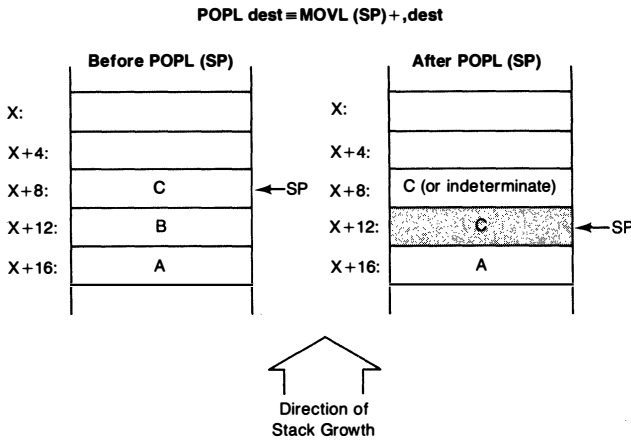 POPL dest≡MOVL (SP)+,dest
Before POPL (SP)
X:
X+4:
X+8: C ←SP
X+12: B
X+16: A
After POPL (SP)
X:
X+4:
X+8: C (or indeterminate)
X+12: C ←SP
X+16: A
Direction of
Stack Growth